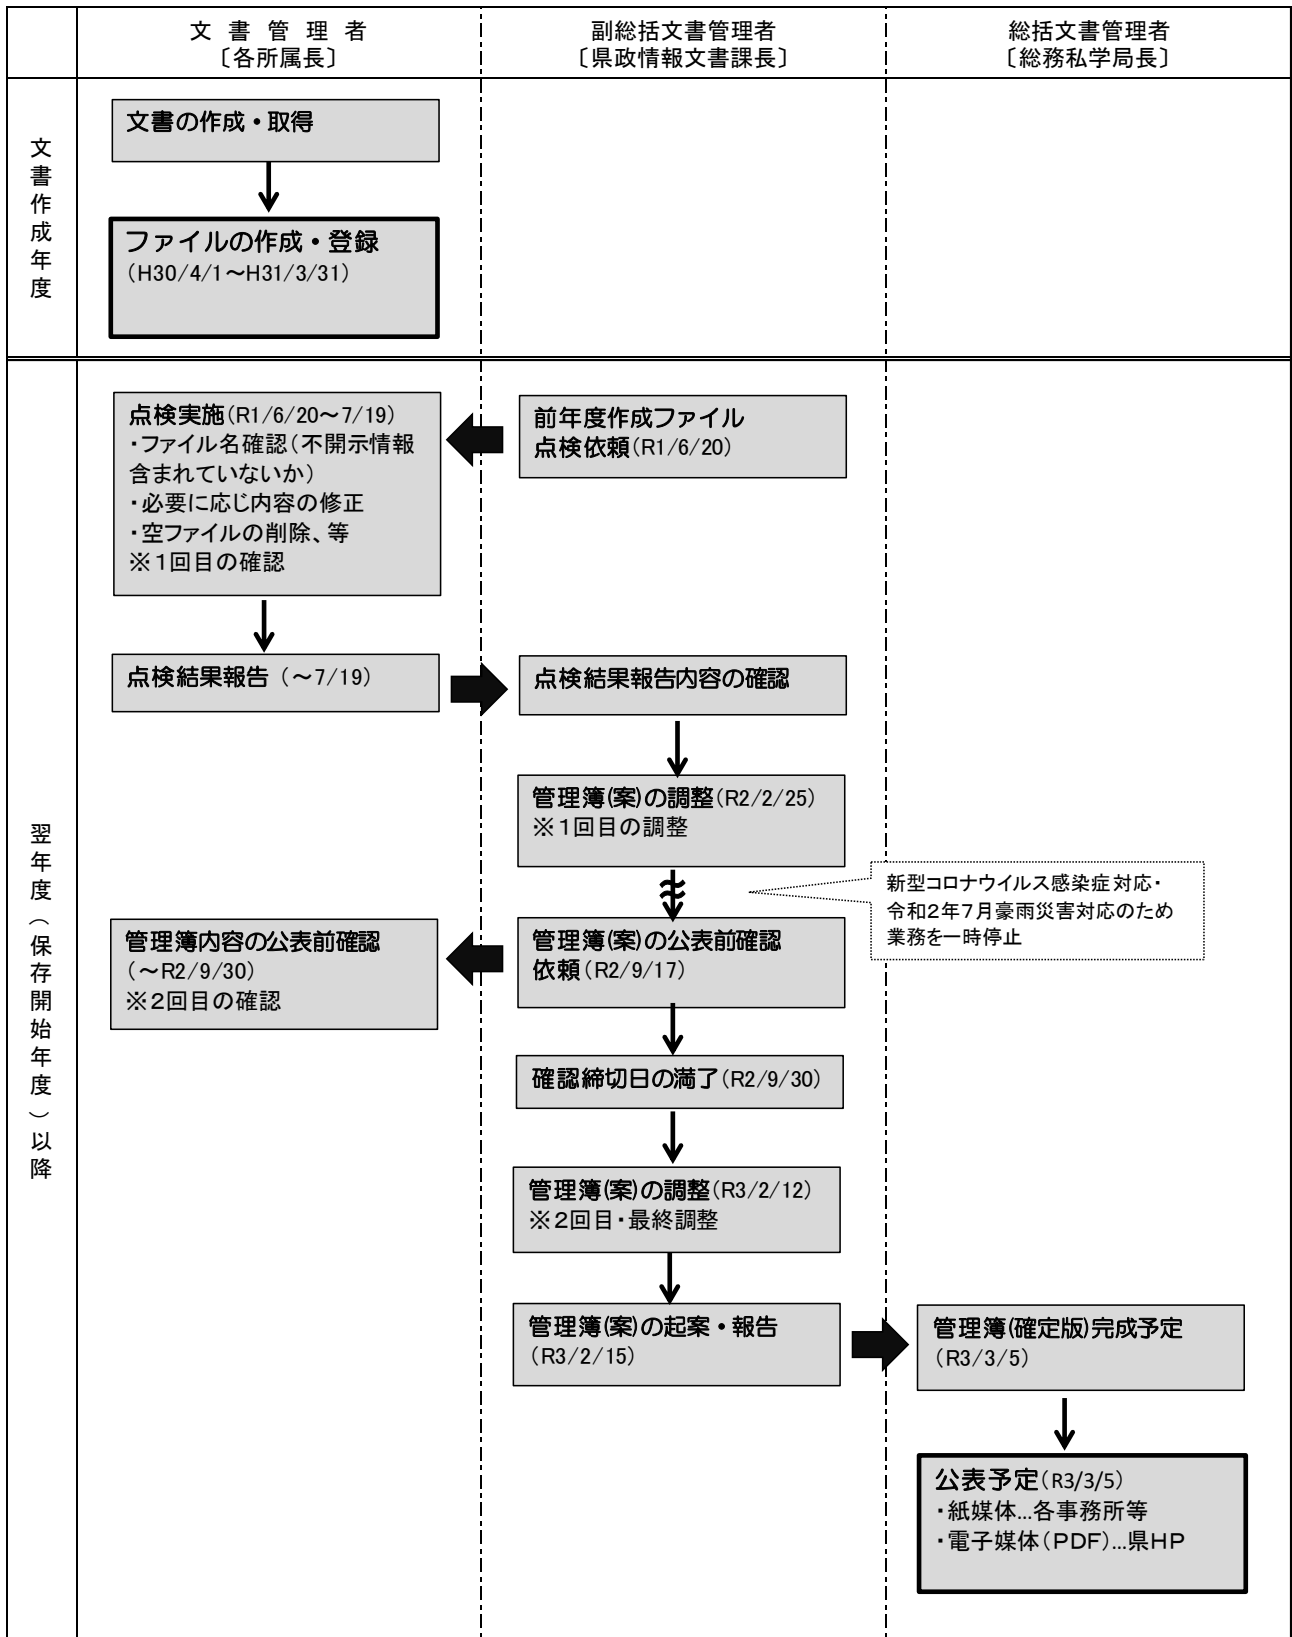 文書管理者
〔各所属長〕
副総括文書管理者
〔県政情報文書課長〕
総括文書管理者
〔総務私学局長〕
文書作成年度
文書の作成・取得
ファイルの作成・登録
（H30/4/1～H31/3/31）
翌年度（保存開始年度）以降
前年度作成ファイル
点検依頼（R1/6/20）
点検実施（R1/6/20～7/19）
・ファイル名確認（不開示情報
含まれていないか）
・必要に応じ内容の修正
・空ファイルの削除、等
※１回目の確認
点検結果報告（～7/19）
点検結果報告内容の確認
管理簿(案)の調整（R2/2/25）
※１回目の調整
新型コロナウイルス感染症対応・
令和２年７月豪雨災害対応のため
業務を一時停止
管理簿(案)の公表前確認
依頼（R2/9/17）
管理簿内容の公表前確認
（～R2/9/30）
※２回目の確認
確認締切日の満了（R2/9/30）
管理簿(案)の調整（R3/2/12）
※２回目・最終調整
管理簿(案)の起案・報告
（R3/2/15）
管理簿(確定版)完成予定
（R3/3/5）
公表予定（R3/3/5）
・紙媒体…各事務所等
・電子媒体（ＰＤＦ）…県ＨＰ